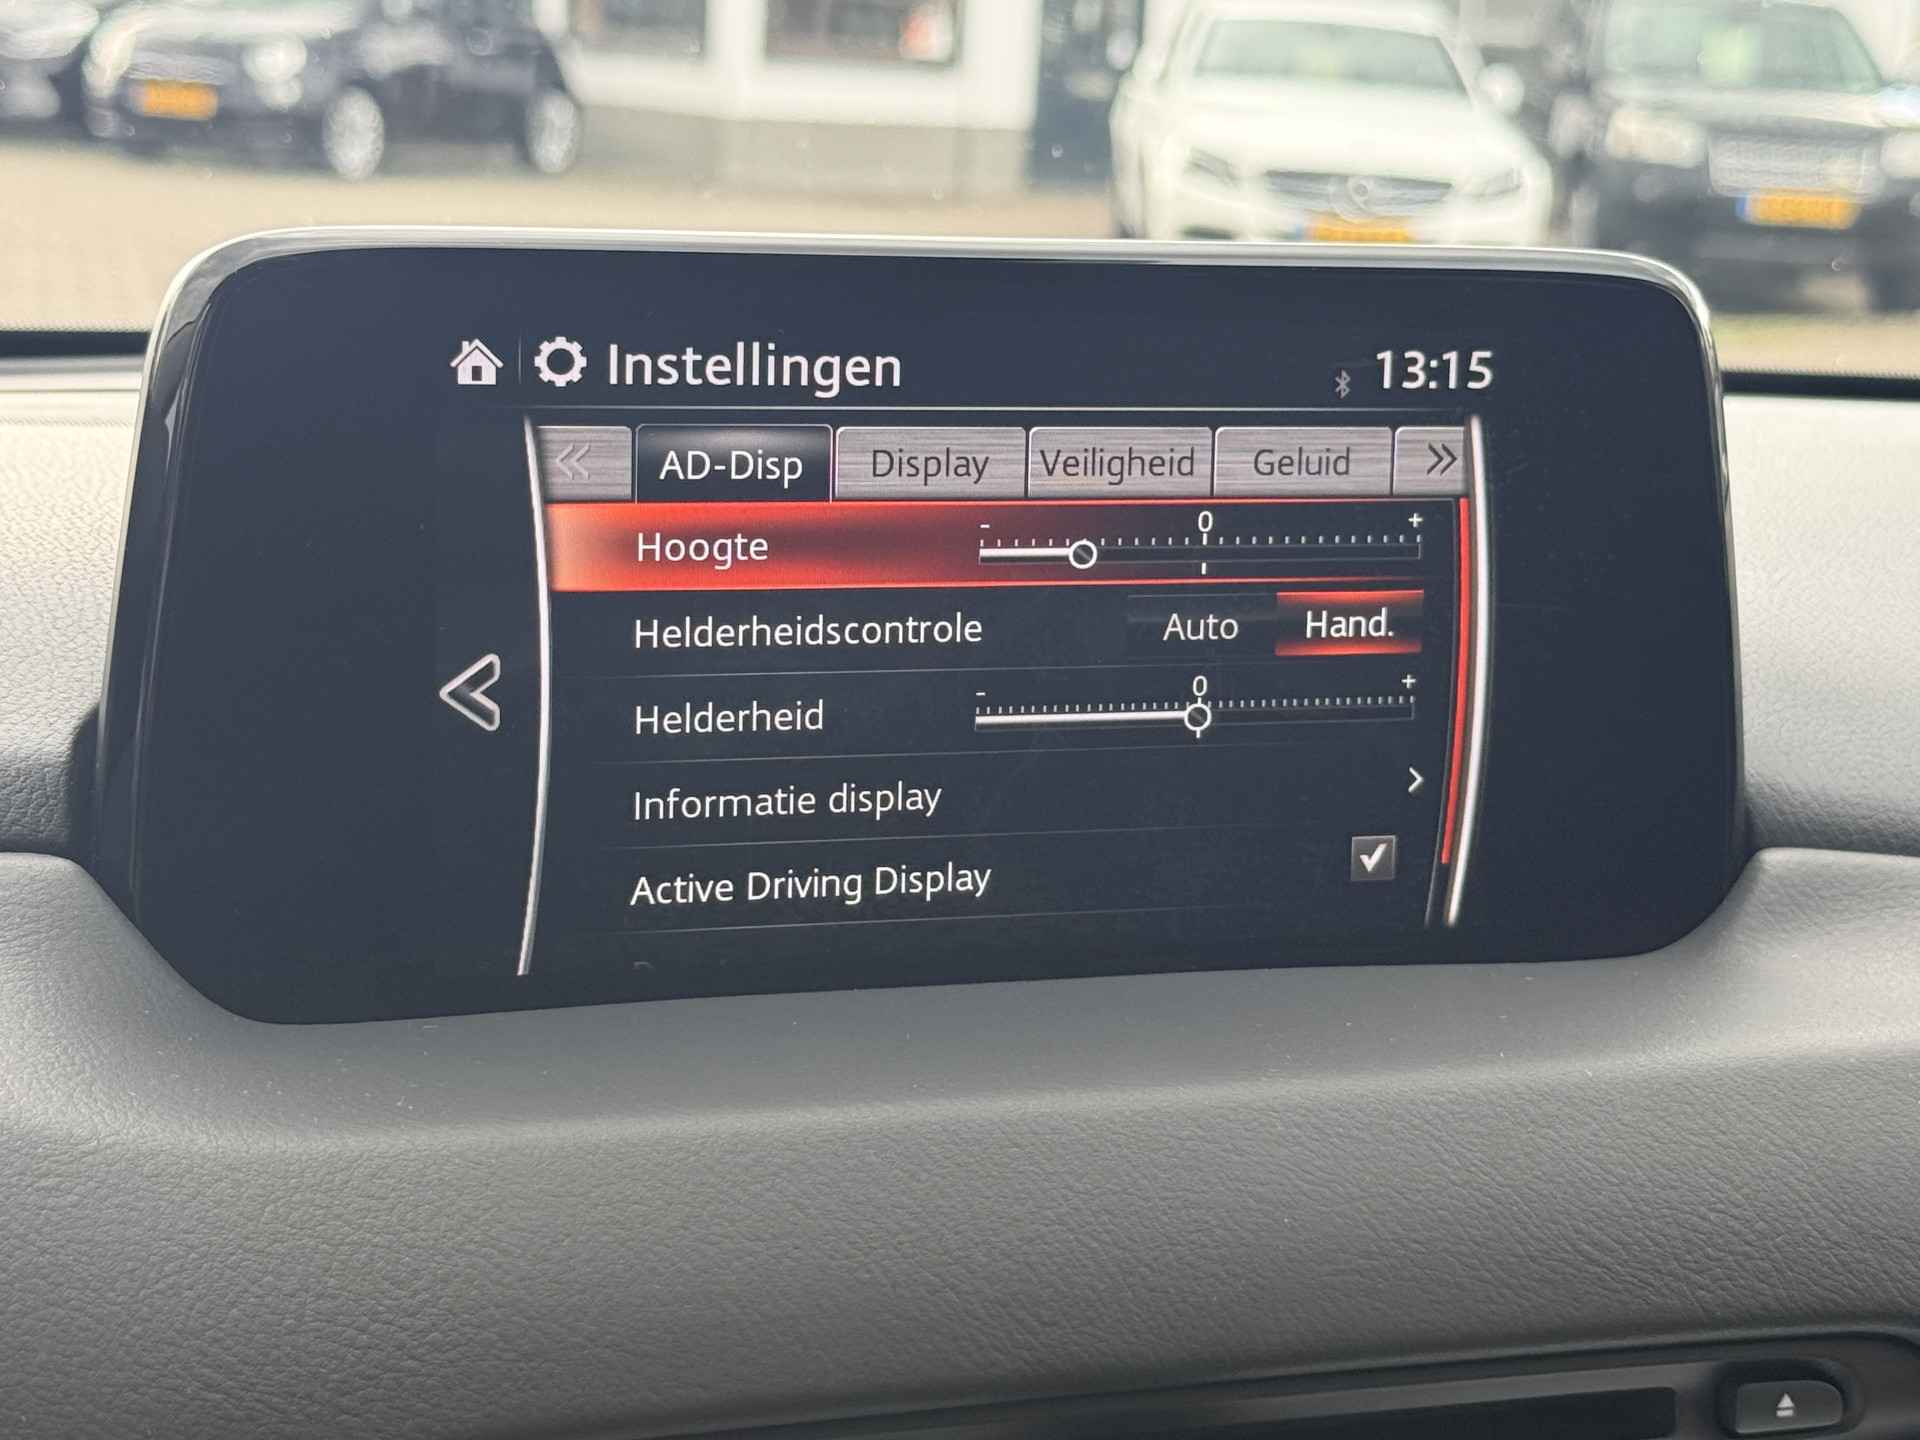 Instellingen
13:15
AD-Disp Display Veiligheid Geluid
Hoogte - 0 +
Helderheidscontrole Auto Hand.
Helderheid - 0 +
Informatie display
Active Driving Display